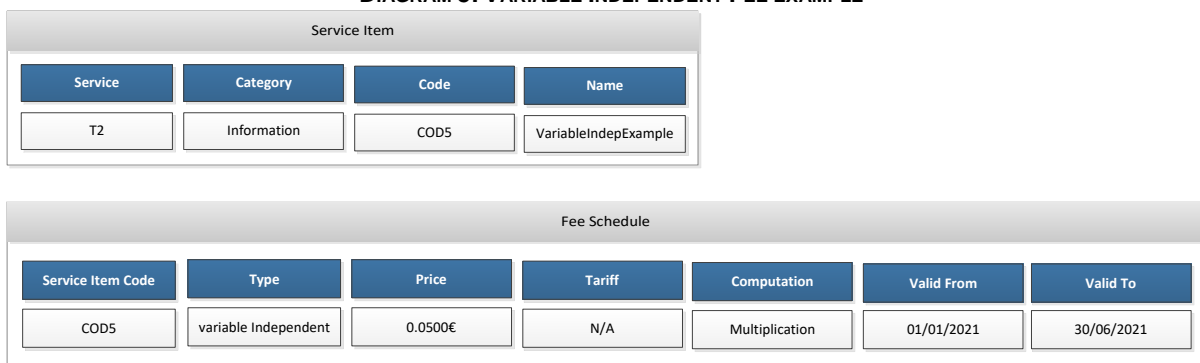 Service Item
Service Category Code Name
T2 Information COD5 VariableIndepExample
Fee Schedule
Service Item Code Type Price Tariff Computation Valid From Valid To
COD5 variable Independent 0.0500€ N/A Multiplication 01/01/2021 30/06/2021